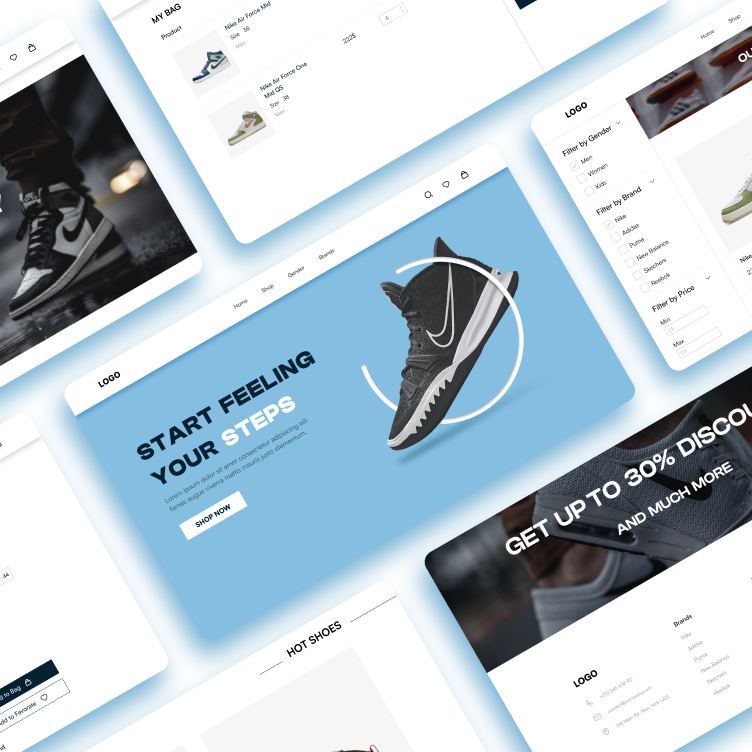 MY BAG
Product
Nike Air Force Mid
Size 38
Men
Nike Air Force One
Mid QS
Size 38
Men
222$
4
Home
Shop
LOGO
Filter by Gender
Men
Women
Kids
Filter by Brand
Nike
Adidas
Puma
New Balance
Skechers
Reebok
Filter by Price
Min
Max
LOGO
Home
Shop
Gender
Brands
START FEELING
YOUR STEPS
Lorem ipsum dolor sit amet consectetur adipiscing elit
fames augue viverra mattis mauris justo elementum.
SHOP NOW
44
to Bag
to Favorate
HOT SHOES
GET UP TO 30% DISCOU
AND MUCH MORE
LOGO
Brands
Nike
Adidas
Puma
New Balance
Skechers
Reebok